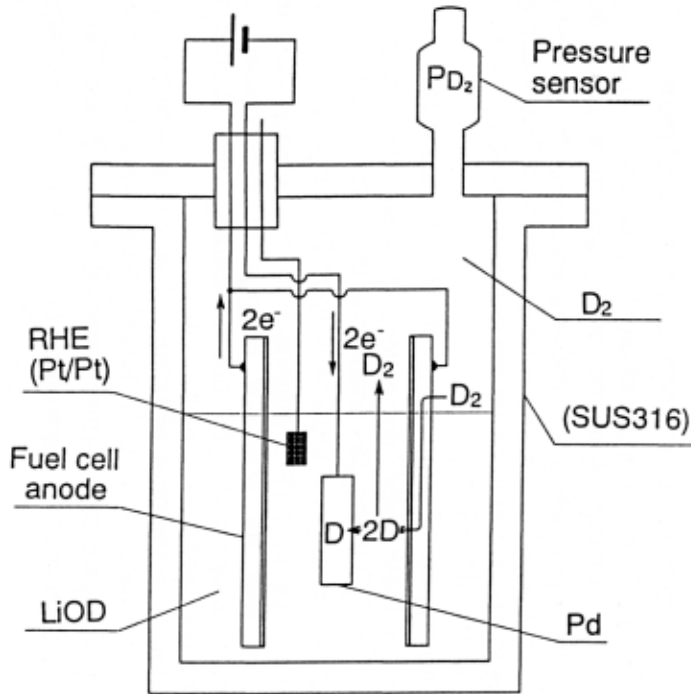 PD₂
Pressure
sensor
D₂
2e⁻
2e⁻
RHE
(Pt/Pt)
D₂
D₂
(SUS316)
Fuel cell
anode
D
2D
LiOD
Pd